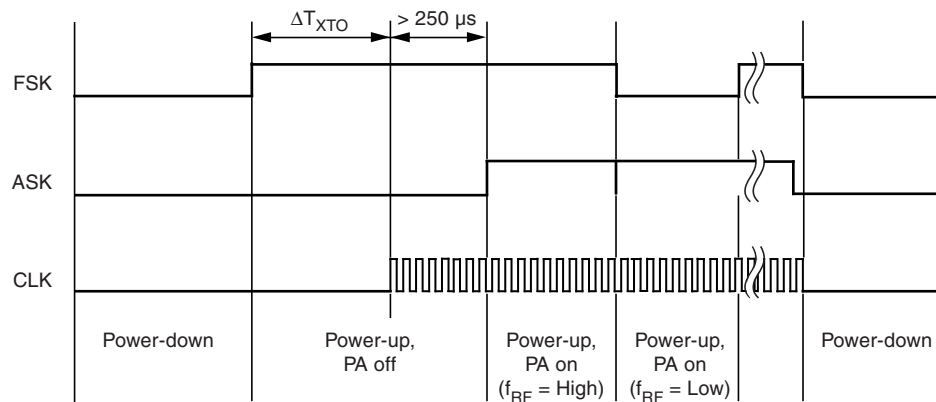 ΔT_XTO
> 250 μs
FSK
ASK
CLK
Power-down
Power-up,
PA off
Power-up,
PA on
(f_RF = High)
Power-up,
PA on
(f_RF = Low)
Power-down